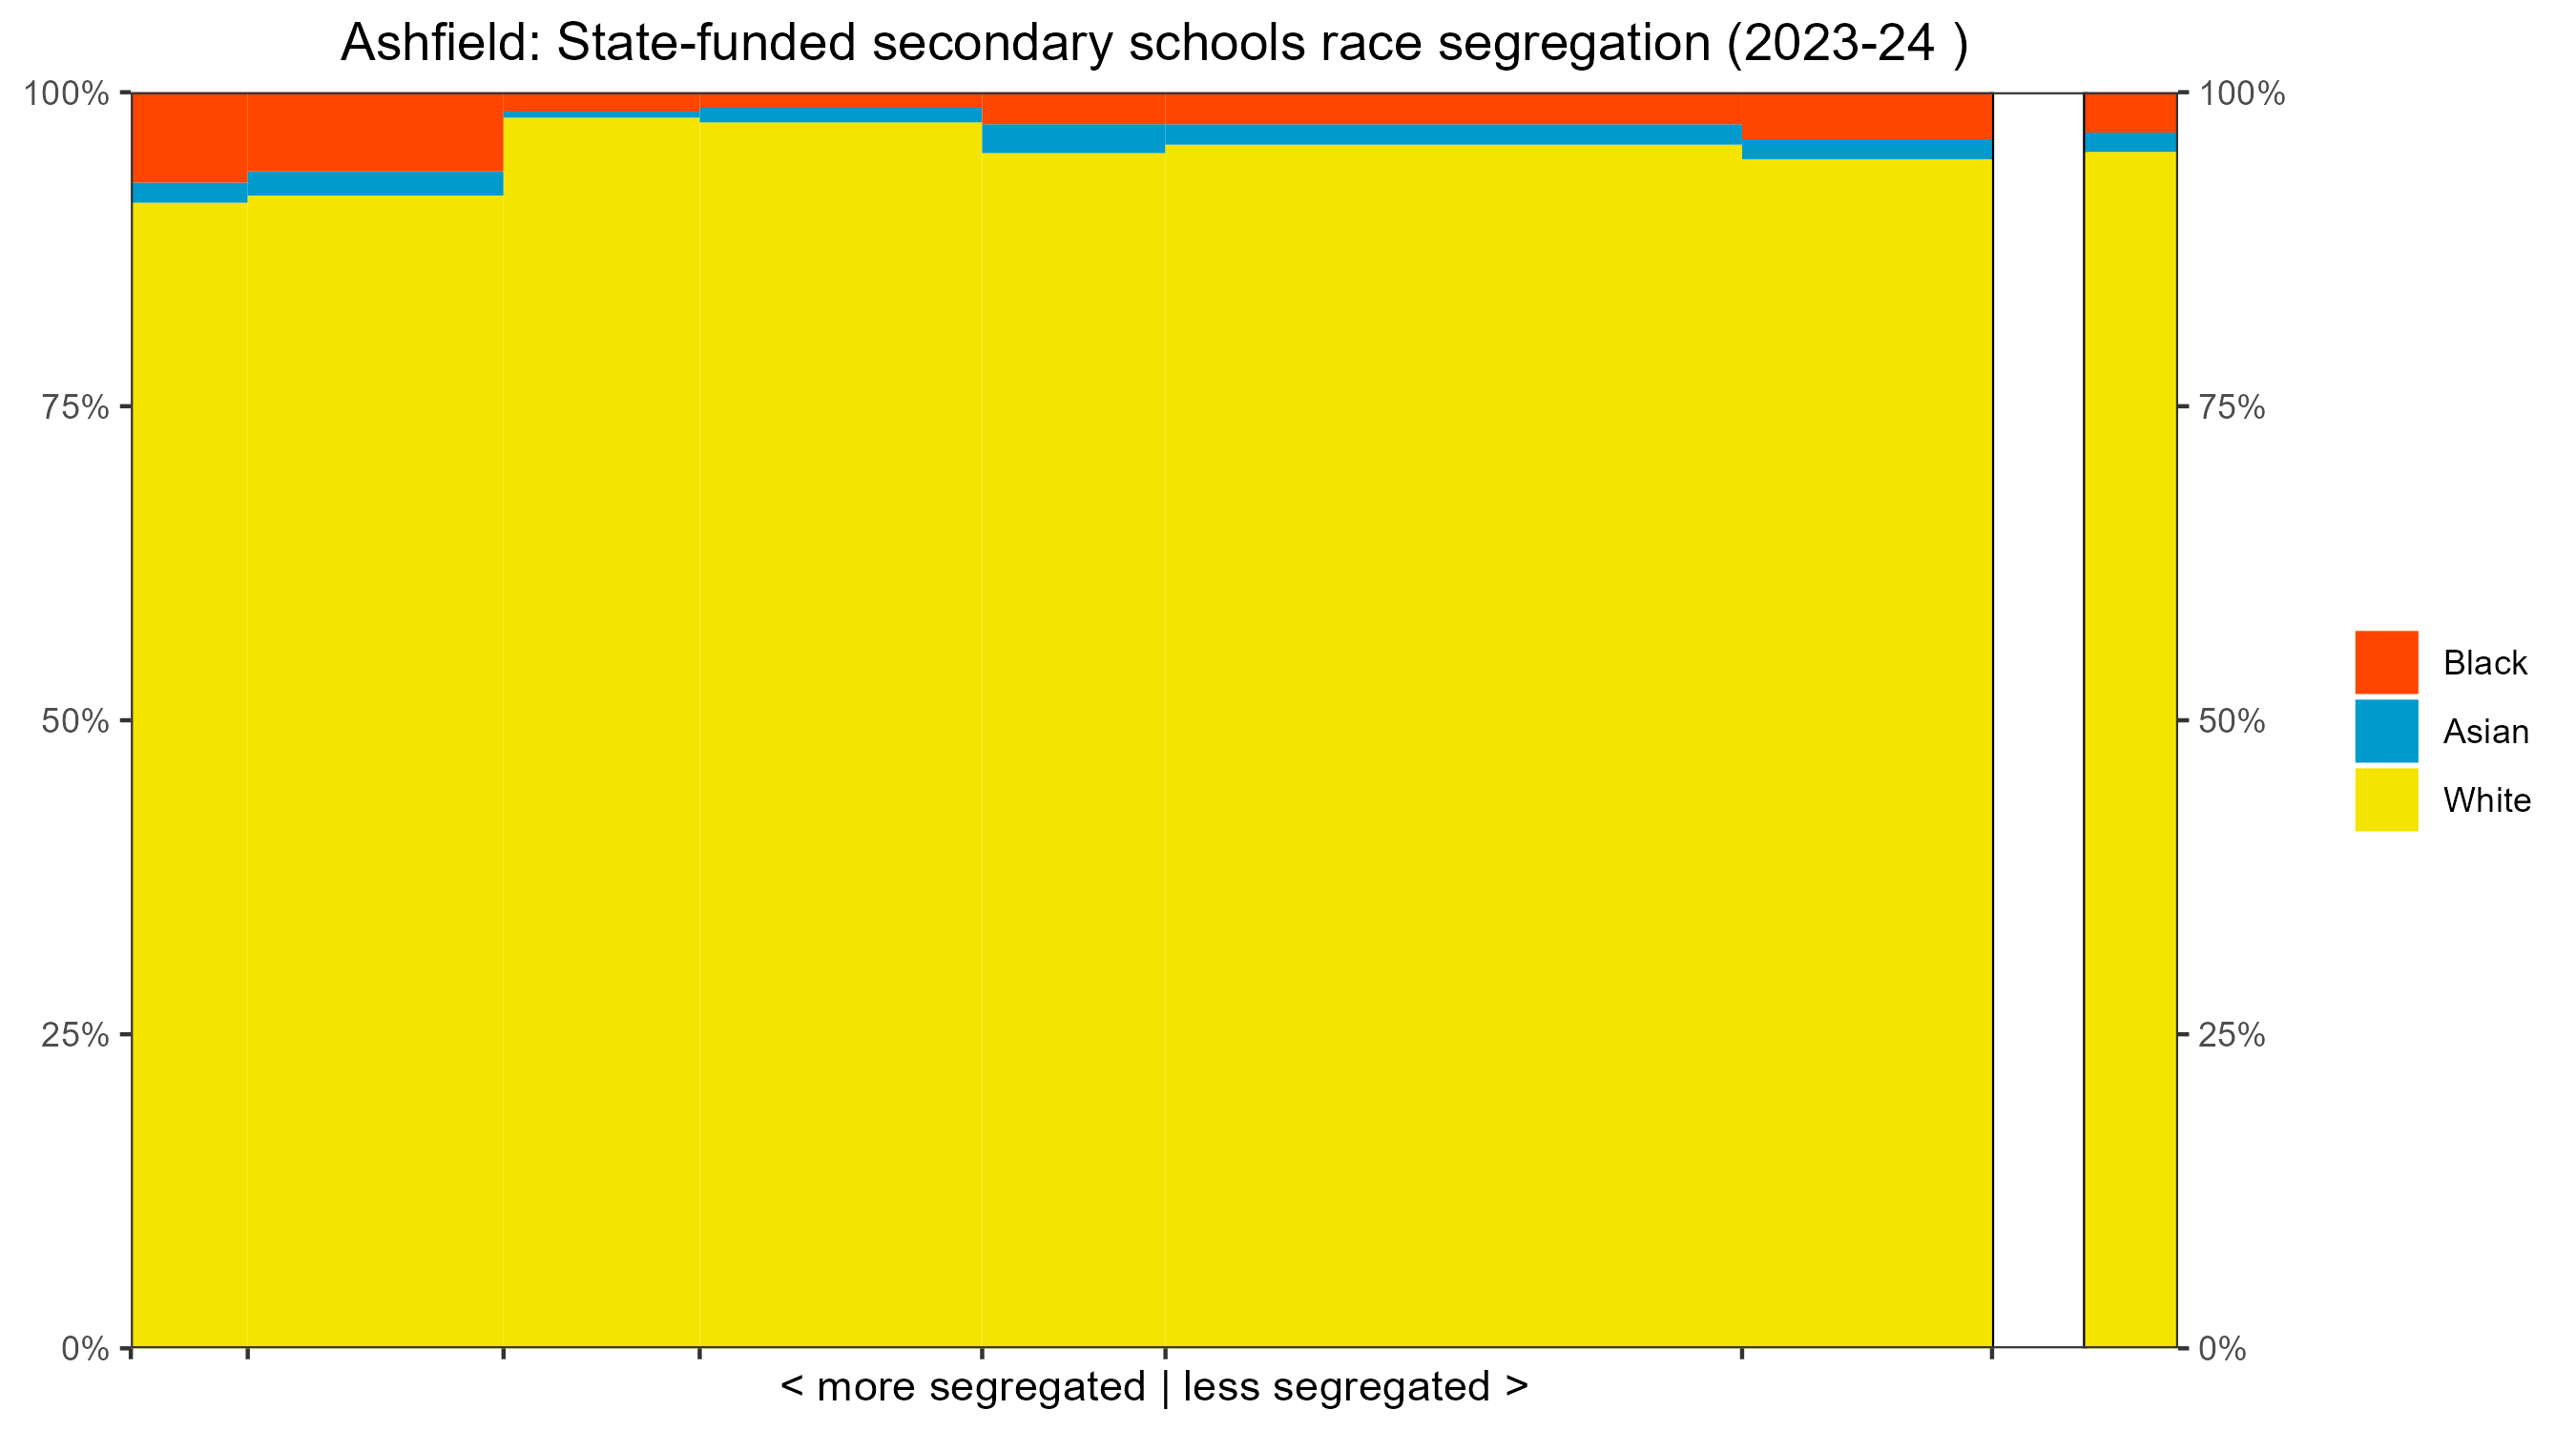 Ashfield: State-funded secondary schools race segregation (2023-24 )
100%
75%
50%
25%
0%
100%
75%
50%
25%
0%
Black
Asian
White
< more segregated | less segregated >